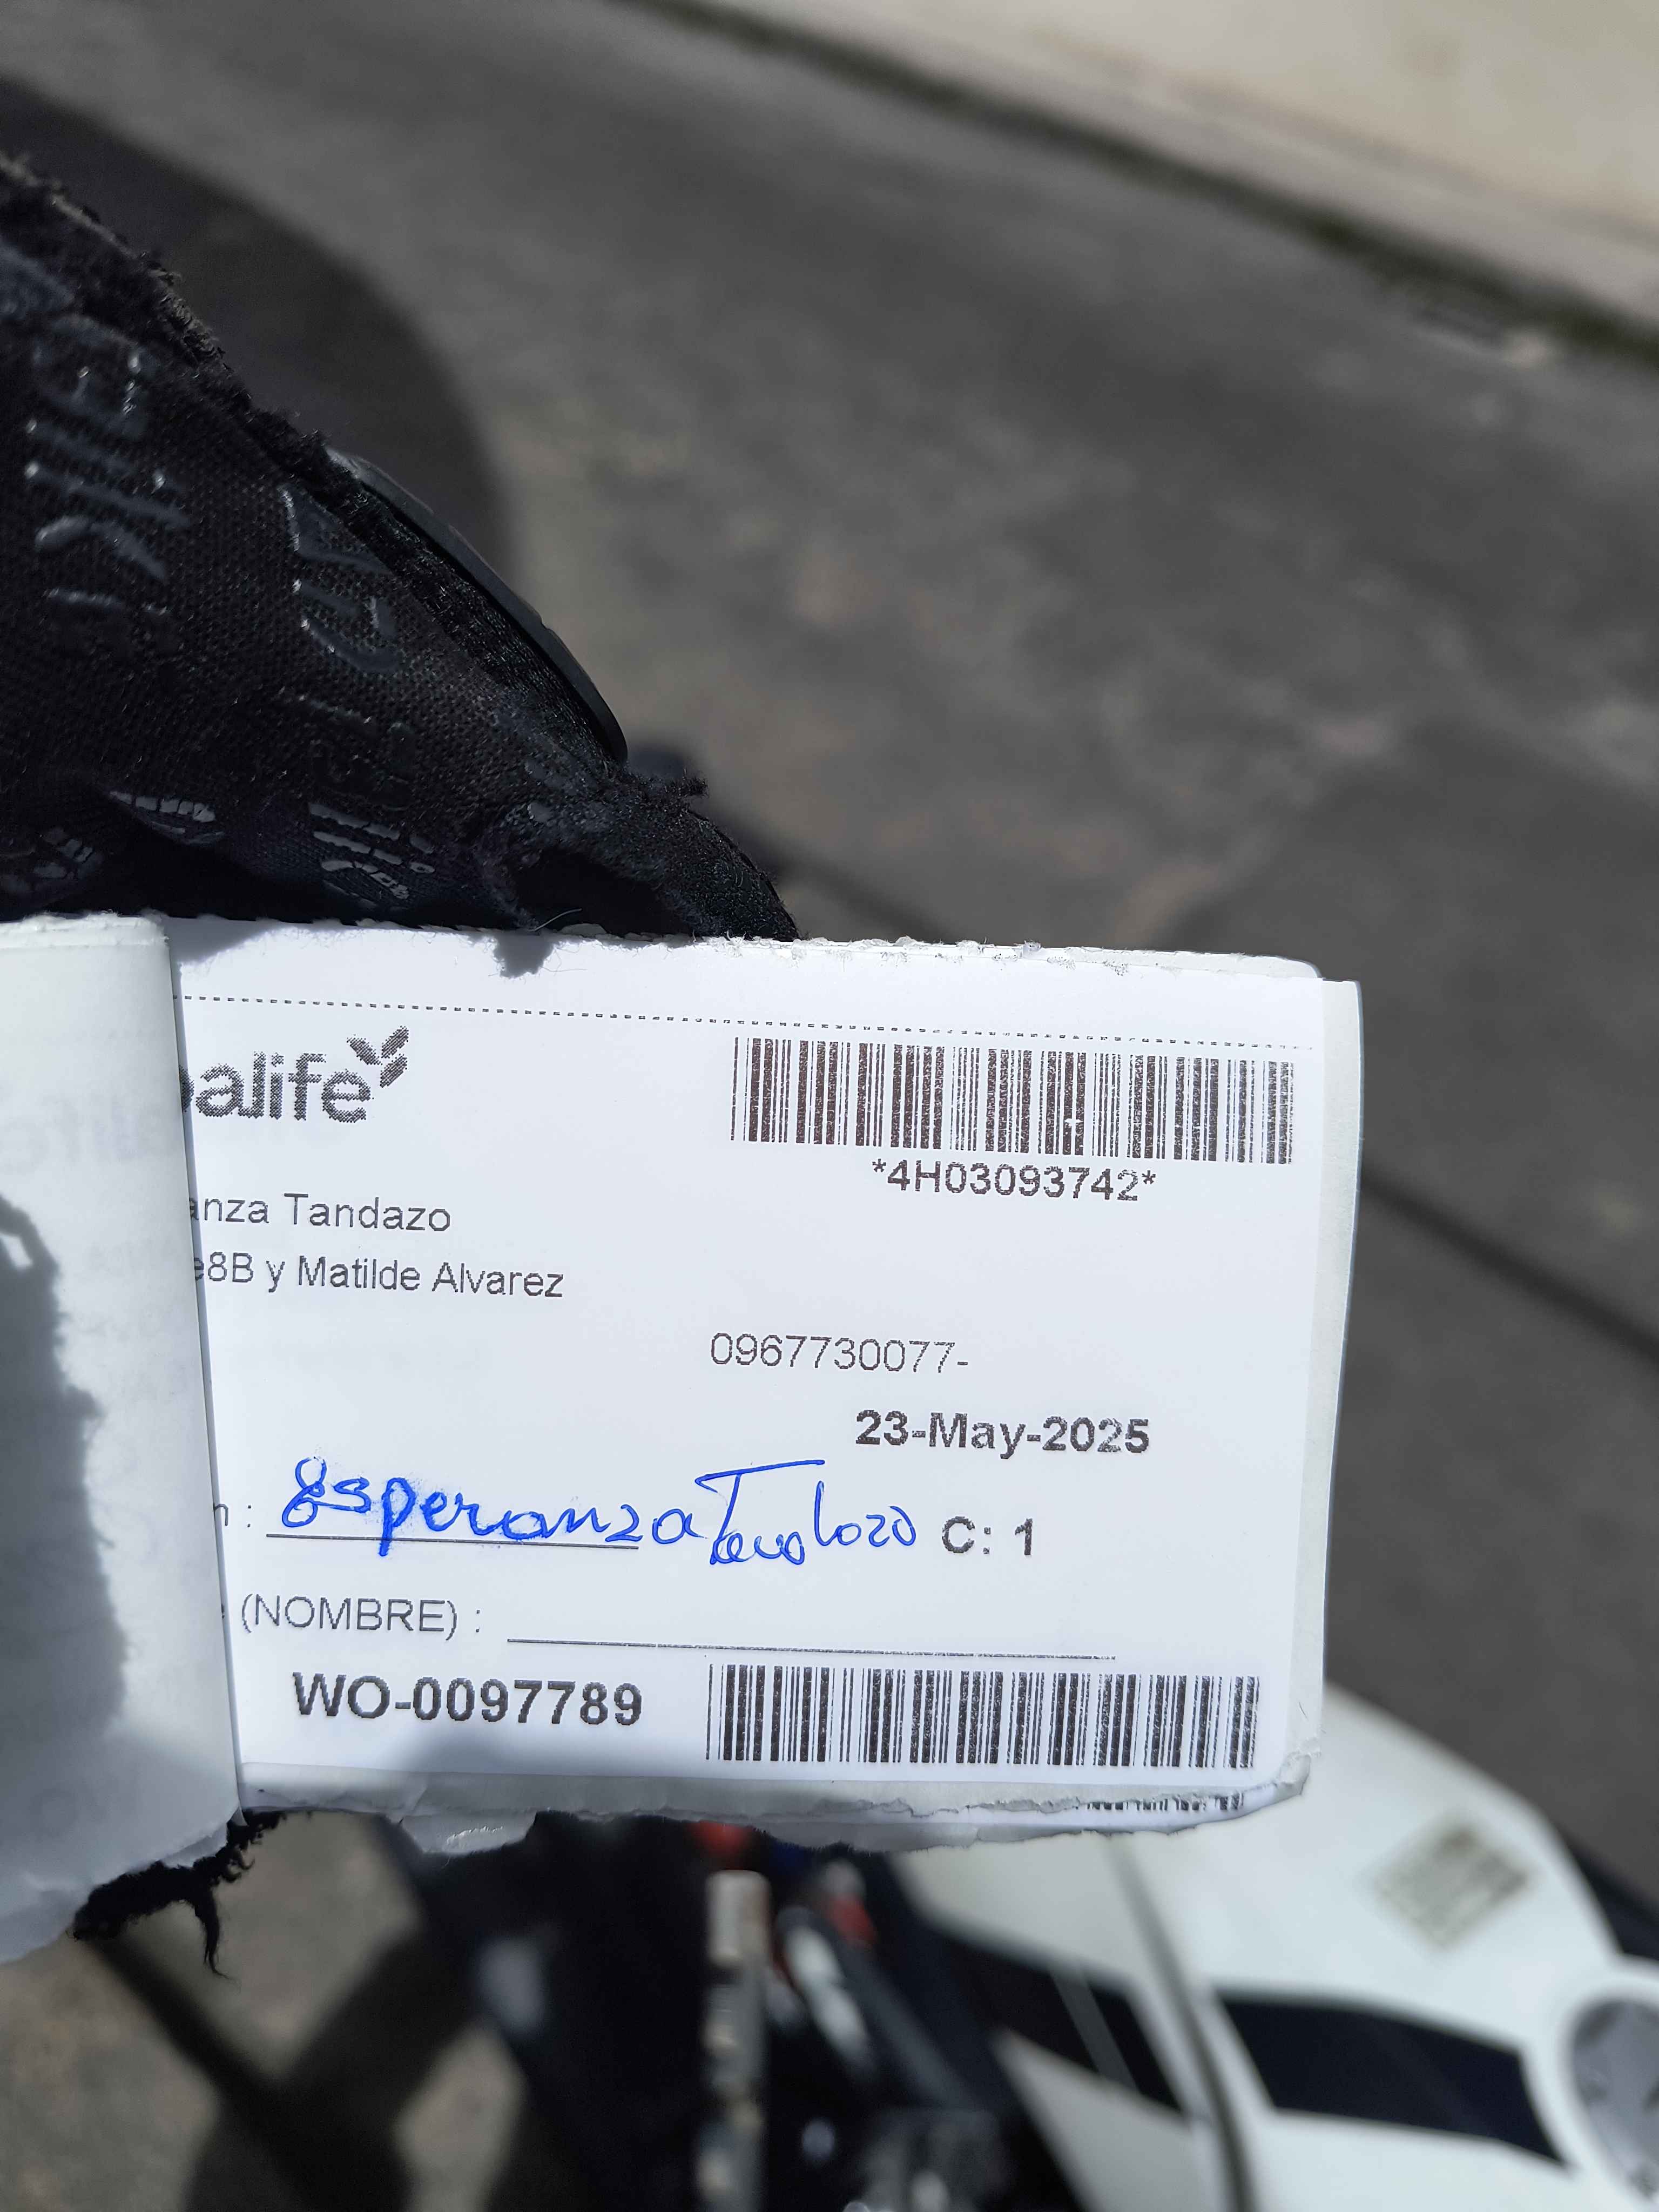 alife
*4H03093742*
anza Tandazo
e8B y Matilde Alvarez
0967730077-
23-May-2025
n : Esperanza Tandazo C: 1
(NOMBRE) :
WO-0097789